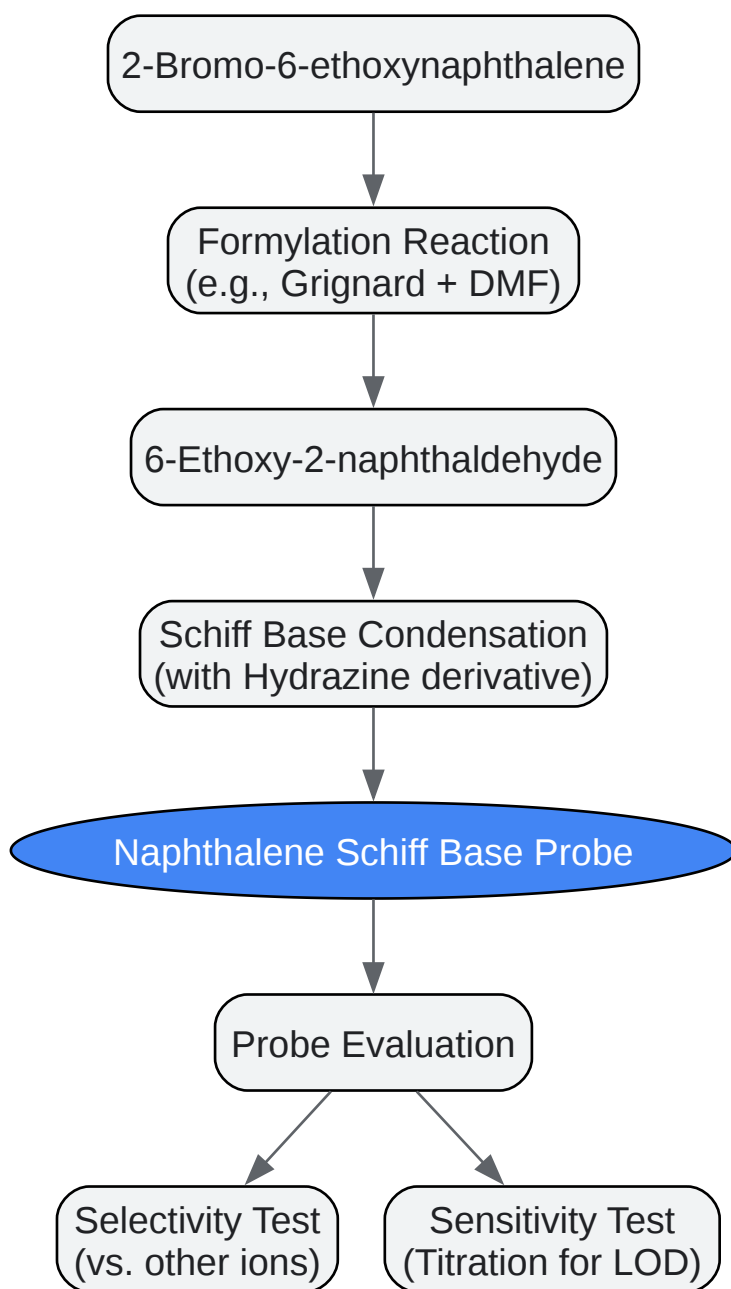 2-Bromo-6-ethoxynaphthalene
Formylation Reaction
(e.g., Grignard + DMF)
6-Ethoxy-2-naphthaldehyde
Schiff Base Condensation
(with Hydrazine derivative)
Naphthalene Schiff Base Probe
Probe Evaluation
Selectivity Test
(vs. other ions)
Sensitivity Test
(Titration for LOD)